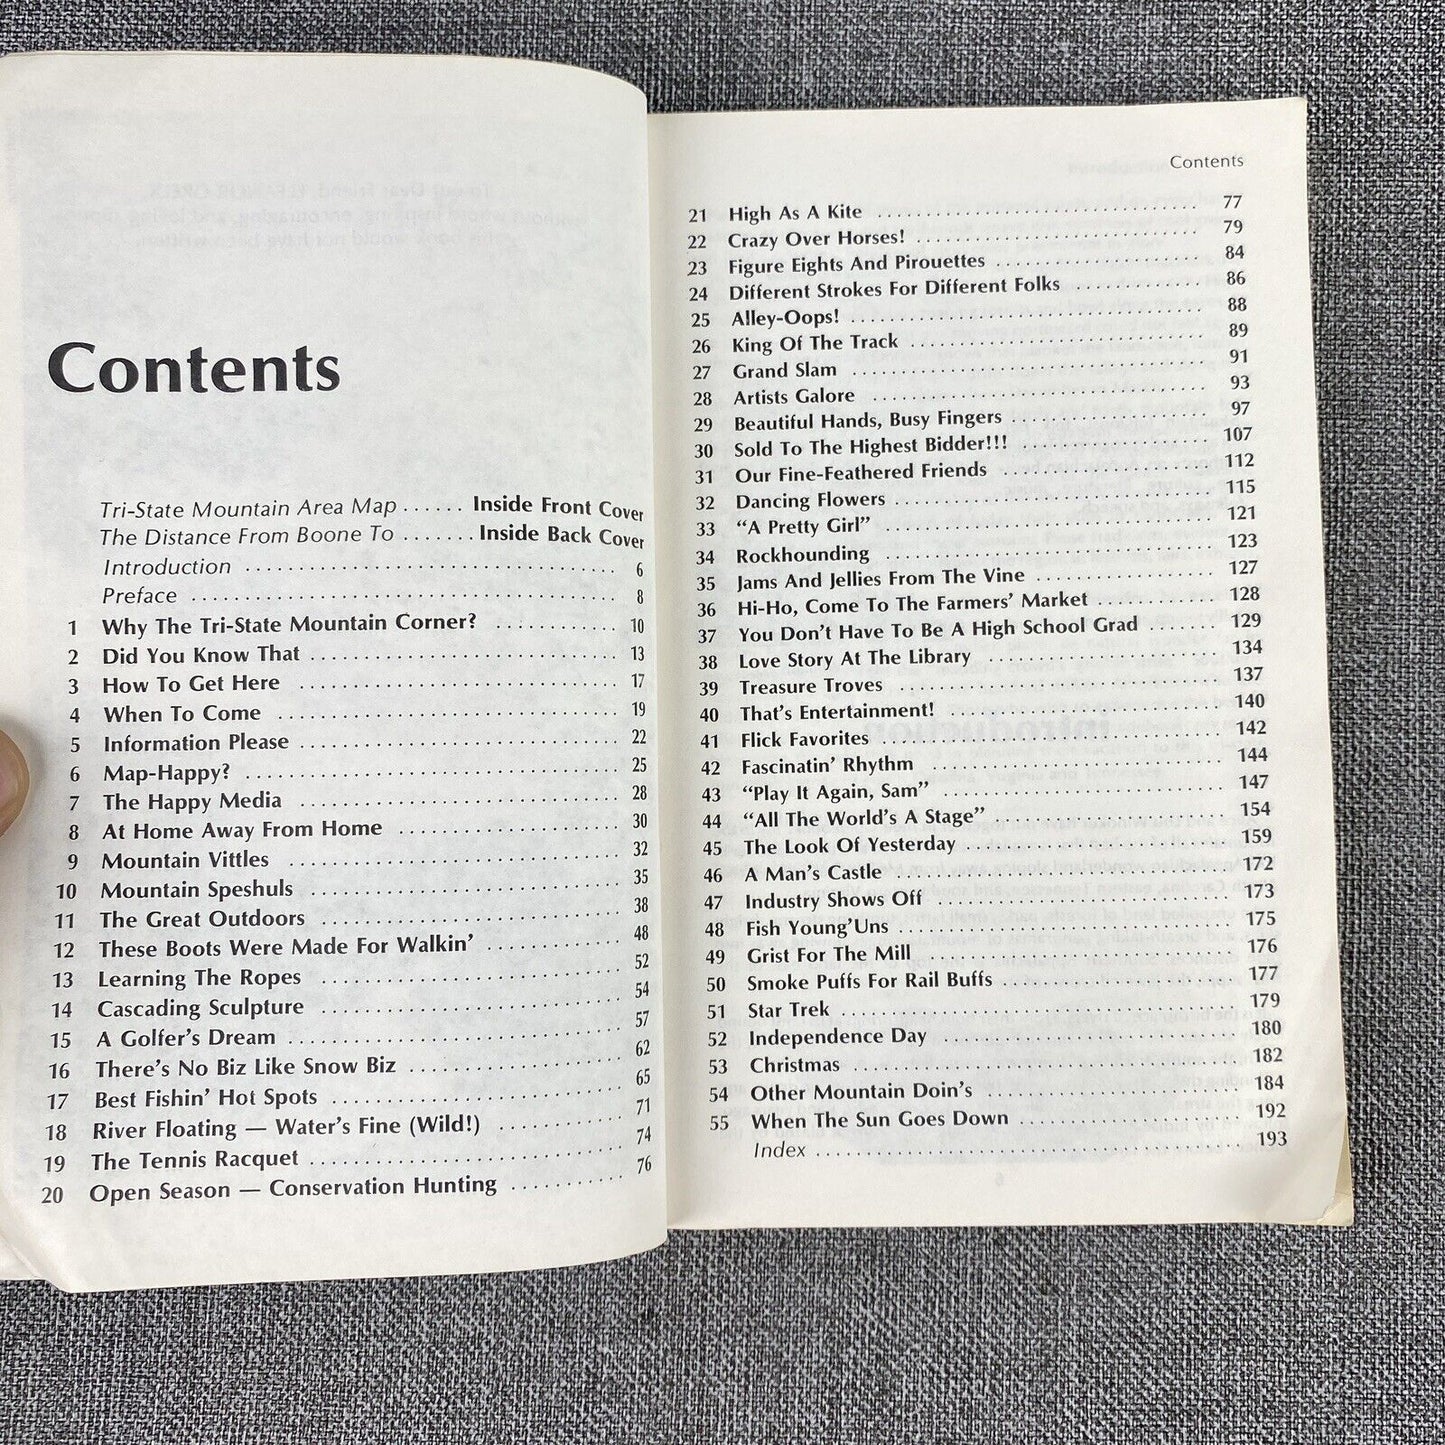 Contents
Tri-State Mountain Area Map ...... Inside Front Cover
The Distance From Boone To ....... Inside Back Cover
Introduction .................................... 6
Preface ......................................... 8
1 Why The Tri-State Mountain Corner? ............ 10
2 Did You Know That .............................. 13
3 How To Get Here ............................... 17
4 When To Come ................................. 19
5 Information Please ............................... 22
6 Map-Happy? .................................... 25
7 The Happy Media ............................... 28
8 At Home Away From Home ...................... 30
9 Mountain Vittles ................................ 32
10 Mountain Speshuls .............................. 35
11 The Great Outdoors ............................. 38
12 These Boots Were Made For Walkin' ............. 48
13 Learning The Ropes ............................. 52
14 Cascading Sculpture ............................. 54
15 A Golfer's Dream ................................ 57
16 There's No Biz Like Snow Biz ..................... 62
17 Best Fishin' Hot Spots ............................ 65
18 River Floating — Water's Fine (Wild!) ............ 71
19 The Tennis Racquet .............................. 74
20 Open Season — Conservation Hunting ........... 76
Contents
21 High As A Kite ................................ 77
22 Crazy Over Horses! ............................. 79
23 Figure Eights And Pirouettes ..................... 84
24 Different Strokes For Different Folks ............. 86
25 Alley-Oops! ................................... 88
26 King Of The Track .............................. 89
27 Grand Slam ................................... 91
28 Artists Galore ................................. 93
29 Beautiful Hands, Busy Fingers .................... 97
30 Sold To The Highest Bidder!!! ................... 107
31 Our Fine-Feathered Friends ..................... 112
32 Dancing Flowers ............................... 115
33 "A Pretty Girl" ................................ 121
34 Rockhounding ................................. 123
35 Jams And Jellies From The Vine .................. 127
36 Hi-Ho, Come To The Farmers' Market ............ 128
37 You Don't Have To Be A High School Grad ....... 129
38 Love Story At The Library ....................... 134
39 Treasure Troves ............................... 137
40 That's Entertainment! ........................... 140
41 Flick Favorites ................................. 142
42 Fascinatin' Rhythm ............................. 144
43 "Play It Again, Sam" ............................ 147
44 "All The World's A Stage" ....................... 154
45 The Look Of Yesterday .......................... 159
46 A Man's Castle ................................ 172
47 Industry Shows Off ............................. 173
48 Fish Young'Uns ................................ 175
49 Grist For The Mill .............................. 176
50 Smoke Puffs For Rail Buffs ....................... 177
51 Star Trek ..................................... 179
52 Independence Day ............................. 180
53 Christmas .................................... 182
54 Other Mountain Doin's ......................... 184
55 When The Sun Goes Down ...................... 192
Index ........................................ 193